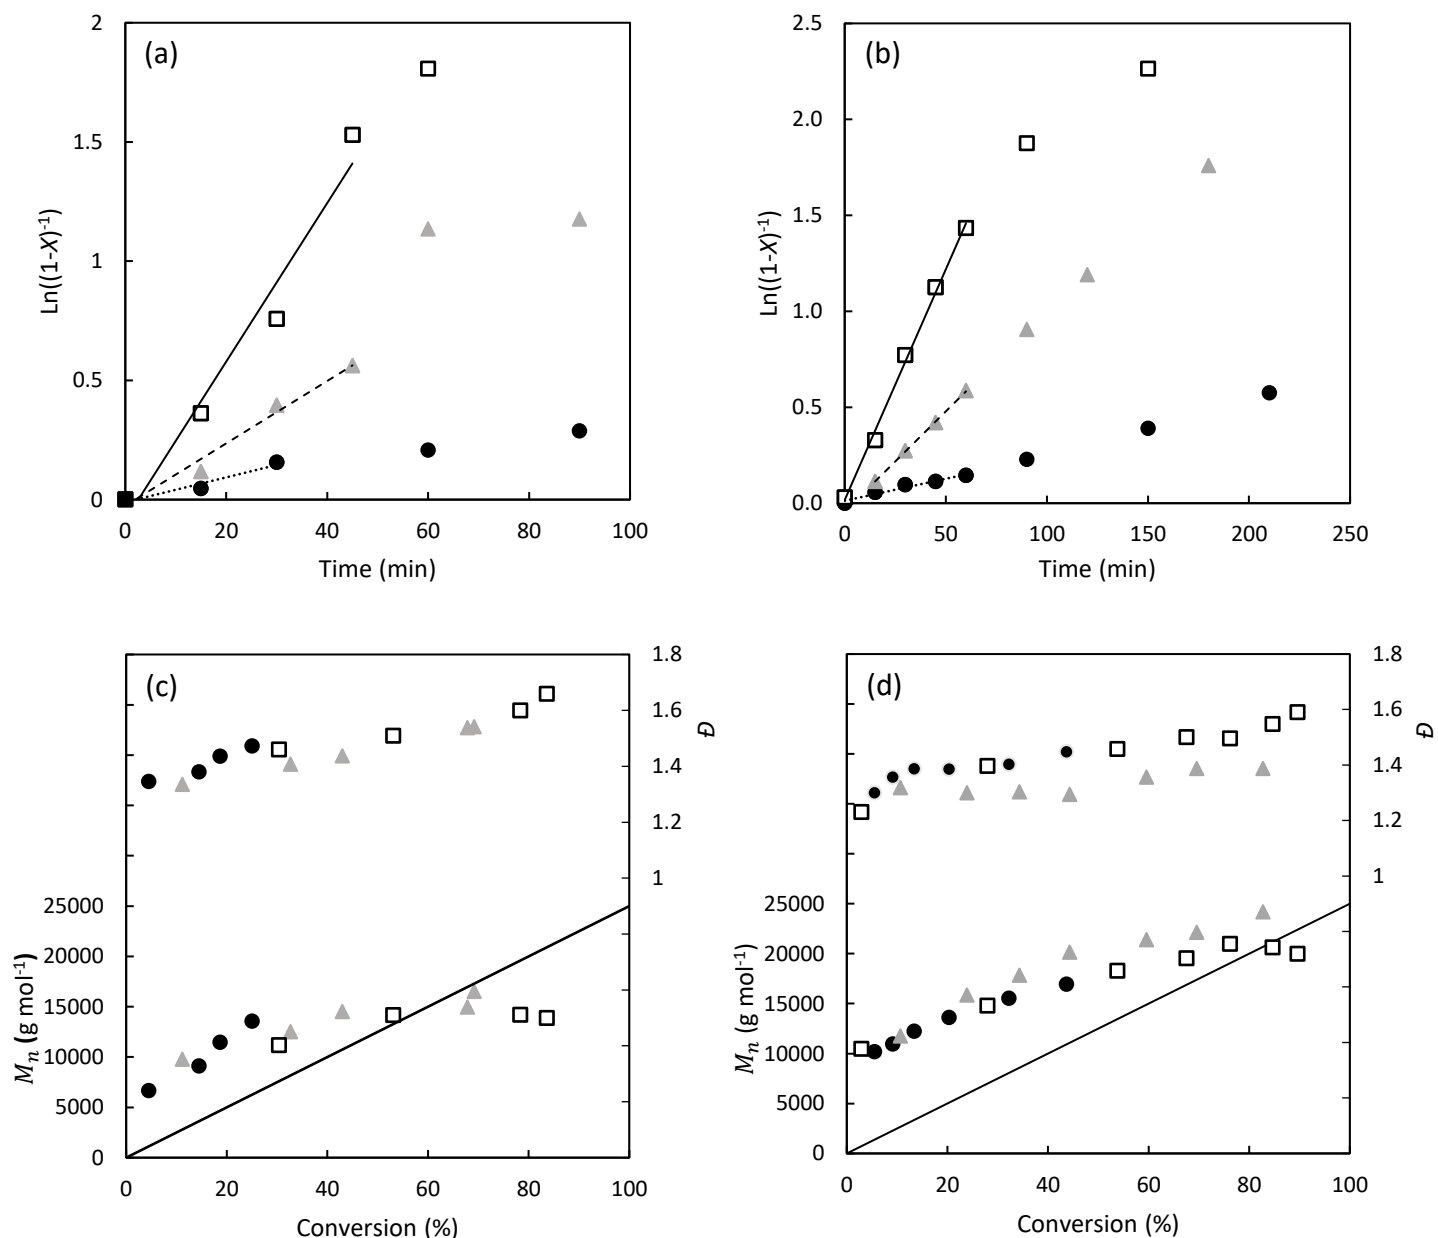 (a)
Ln((1-X)⁻¹)
2
1.5
1
0.5
0
0 20 40 60 80 100
Time (min)
(b)
Ln((1-X)⁻¹)
2.5
2.0
1.5
1.0
0.5
0.0
0 50 100 150 200 250
Time (min)
(c)
1.8
1.6
1.4
1.2
1
Đ
Mn (g mol⁻¹)
25000
20000
15000
10000
5000
0
0 20 40 60 80 100
Conversion (%)
(d)
1.8
1.6
1.4
1.2
1
Đ
Mn (g mol⁻¹)
25000
20000
15000
10000
5000
0
0 20 40 60 80 100
Conversion (%)